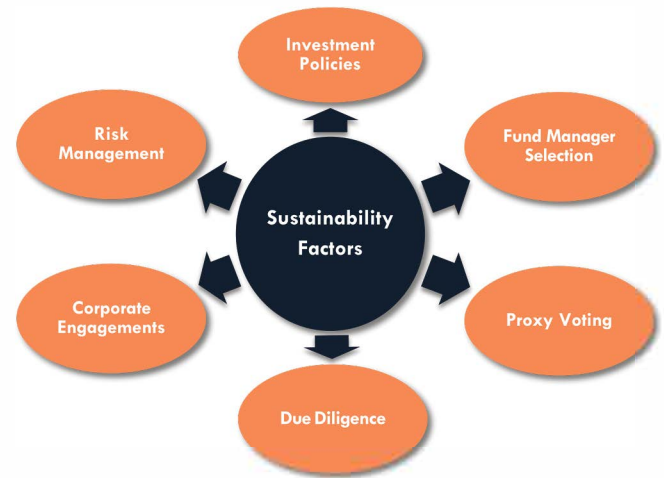 Investment
Policies
Risk
Management
Fund Manager
Selection
Sustainability
Factors
Corporate
Engagements
Proxy Voting
Due Diligence